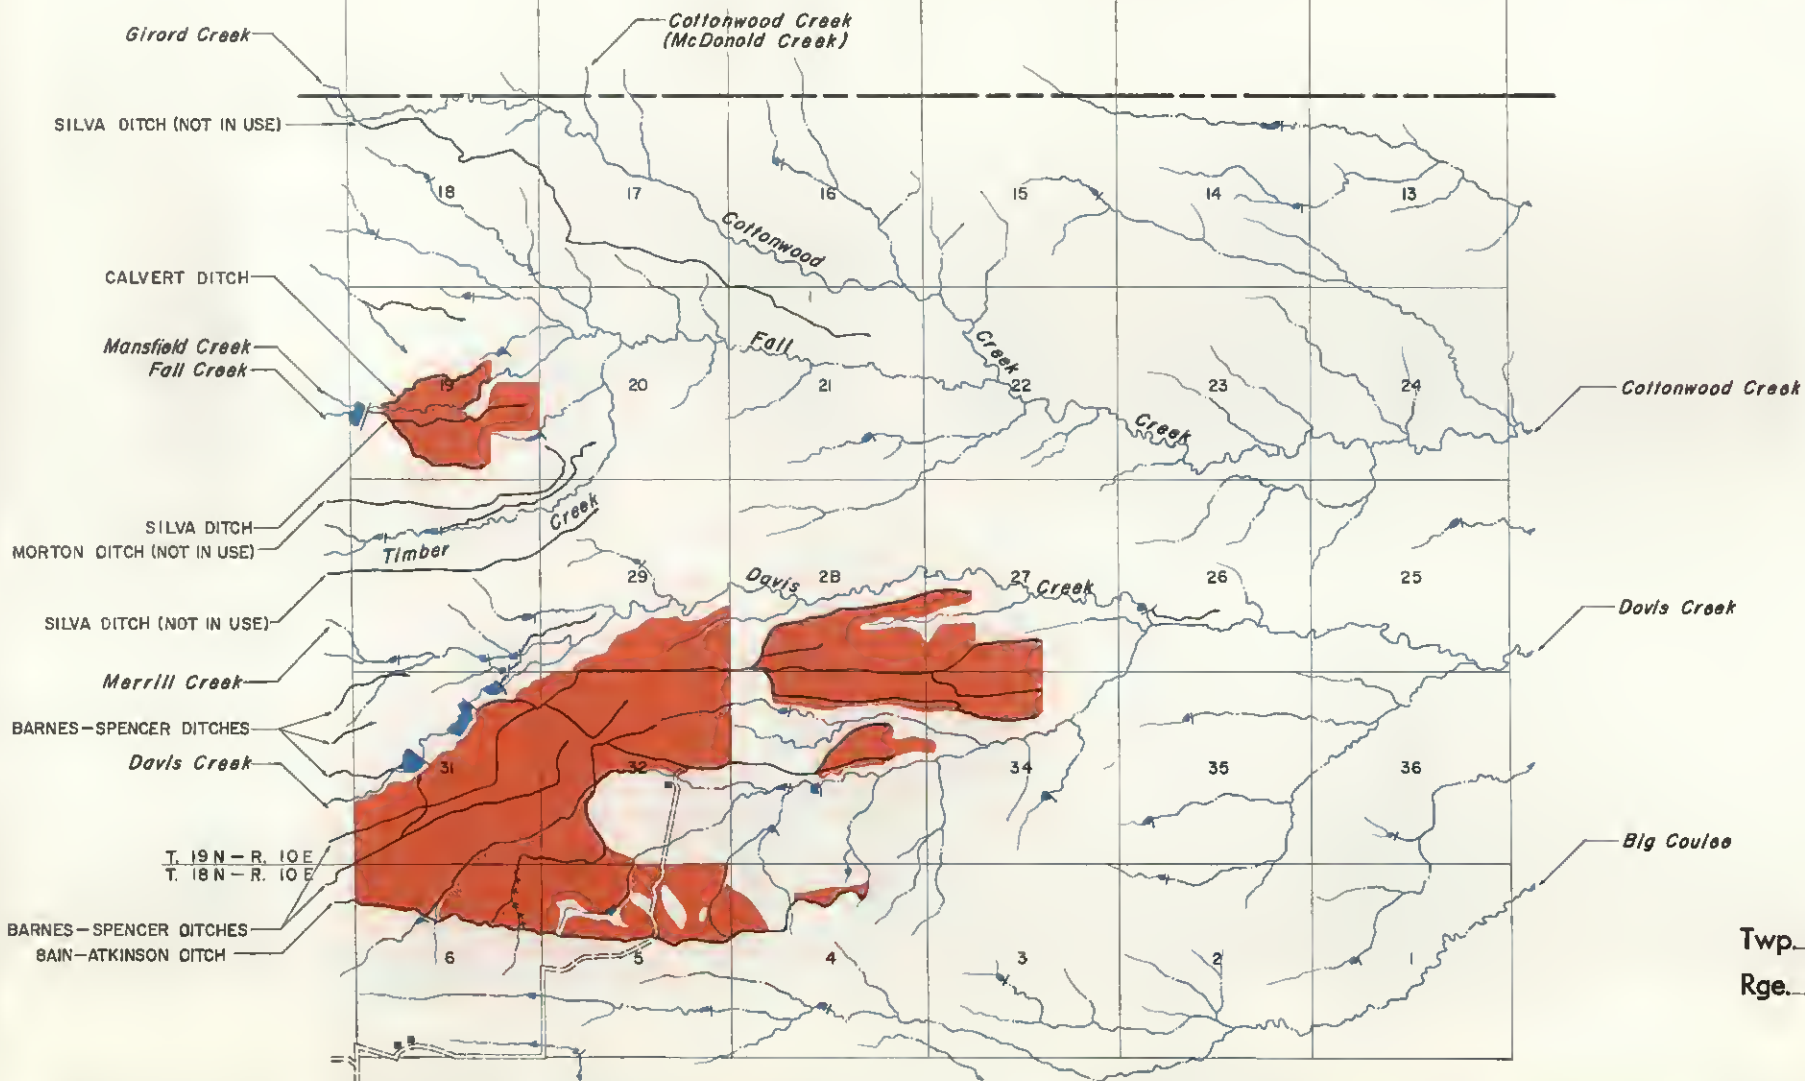 Cottonwood Creek
(McDonald Creek)
Girard Creek
SILVA DITCH (NOT IN USE)
18
17
16
15
14
13
Cottonwood
CALVERT DITCH
Mansfield Creek
Fall Creek
Fall
Creek
19
20
21
22
23
24
Cottonwood Creek
Creek
SILVA DITCH
MORTON DITCH (NOT IN USE)
Timber
Creek
29
Davis
28
27
Creek
26
25
Davis Creek
SILVA DITCH (NOT IN USE)
Merrill Creek
BARNES-SPENCER DITCHES
Davis Creek
31
32
34
35
36
T. 19 N - R. 10 E
T. 18 N - R. 10 E
Big Coulee
BARNES-SPENCER DITCHES
BAIN-ATKINSON DITCH
6
5
4
3
2
1
Twp.
Rge.